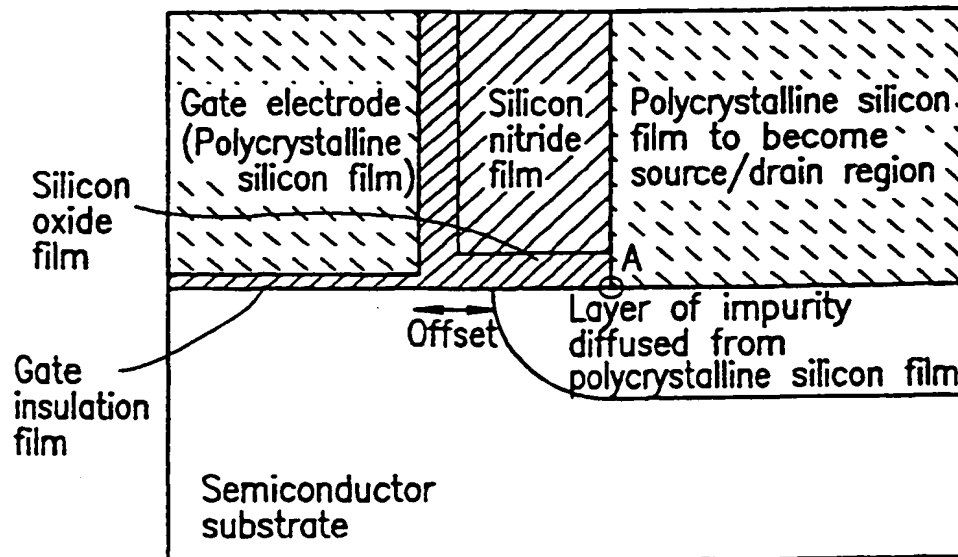 Gate electrode
(Polycrystalline
silicon film)
Silicon
nitride
film
Polycrystalline silicon
film to become
source/drain region
Silicon
oxide
film
A
Offset
Layer of impurity
diffused from
polycrystalline silicon film
Gate
insulation
film
Semiconductor
substrate